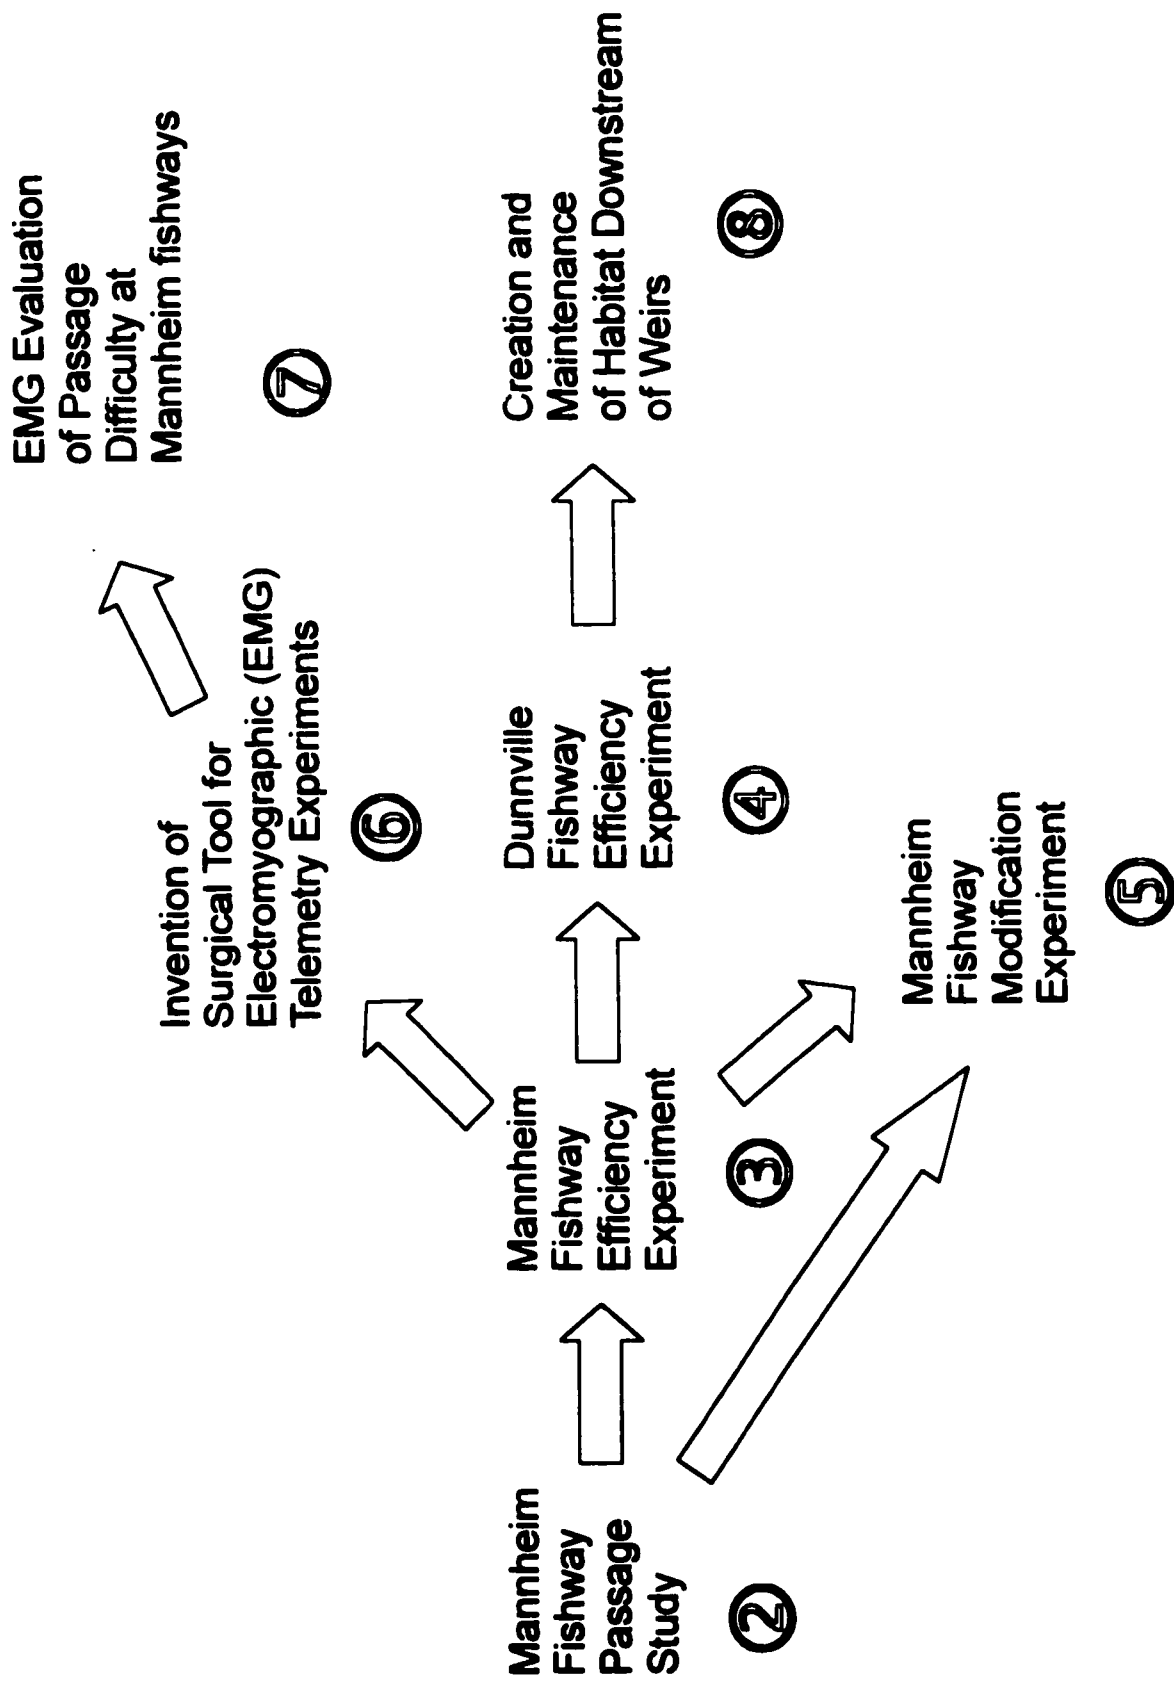 Mannheim
Fishway
Passage
Study
2
Mannheim
Fishway
Efficiency
Experiment
3
Invention of
Surgical Tool for
Electromyographic (EMG)
Telemetry Experiments
6
EMG Evaluation
of Passage
Difficulty at
Mannheim fishways
7
Dunnville
Fishway
Efficiency
Experiment
4
Creation and
Maintenance
of Habitat Downstream
of Weirs
8
Mannheim
Fishway
Modification
Experiment
5